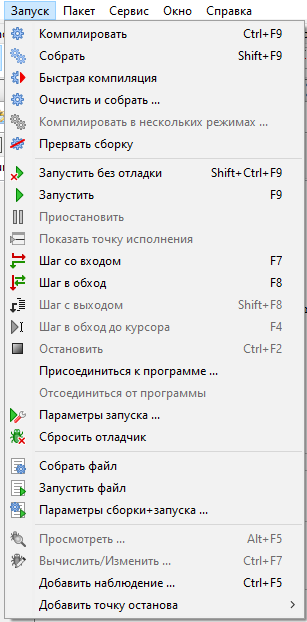 Запуск Пакет Сервис Окно Справка
Компилировать Ctrl+F9
Собрать Shift+F9
Быстрая компиляция
Очистить и собрать ...
Компилировать в нескольких режимах ...
Прервать сборку
Запустить без отладки Shift+Ctrl+F9
Запустить F9
Приостановить
Показать точку исполнения
Шаг со входом F7
Шаг в обход F8
Шаг с выходом Shift+F8
Шаг в обход до курсора F4
Остановить Ctrl+F2
Присоединиться к программе ...
Отсоединиться от программы
Параметры запуска ...
Сбросить отладчик
Собрать файл
Запустить файл
Параметры сборки+запуска ...
Просмотреть ... Alt+F5
Вычислить/Изменить ... Ctrl+F7
Добавить наблюдение ... Ctrl+F5
Добавить точку останова